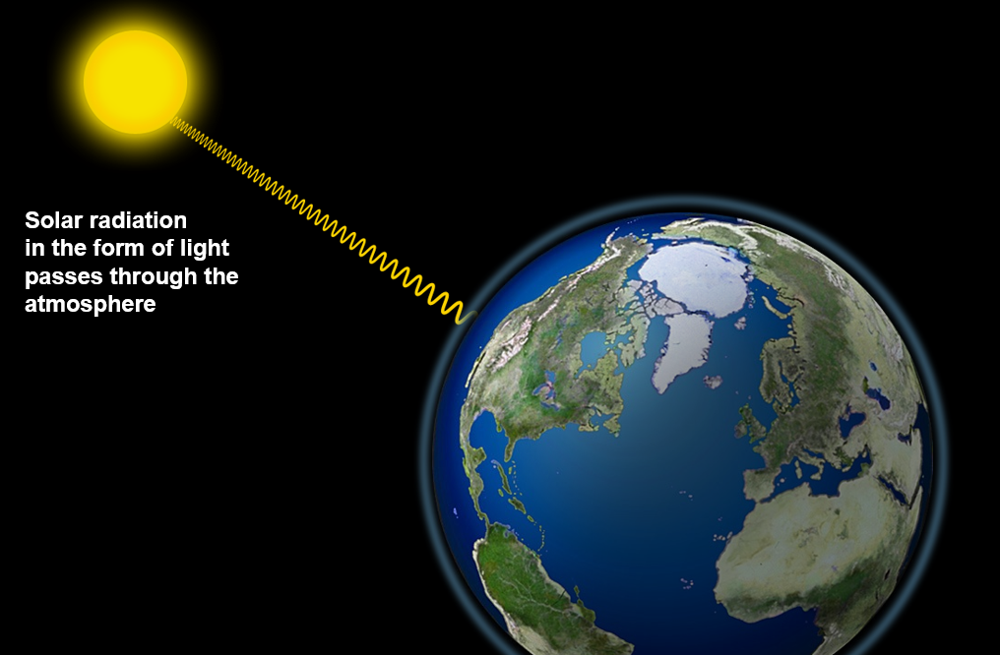 Solar radiation
in the form of light
passes through the
atmosphere